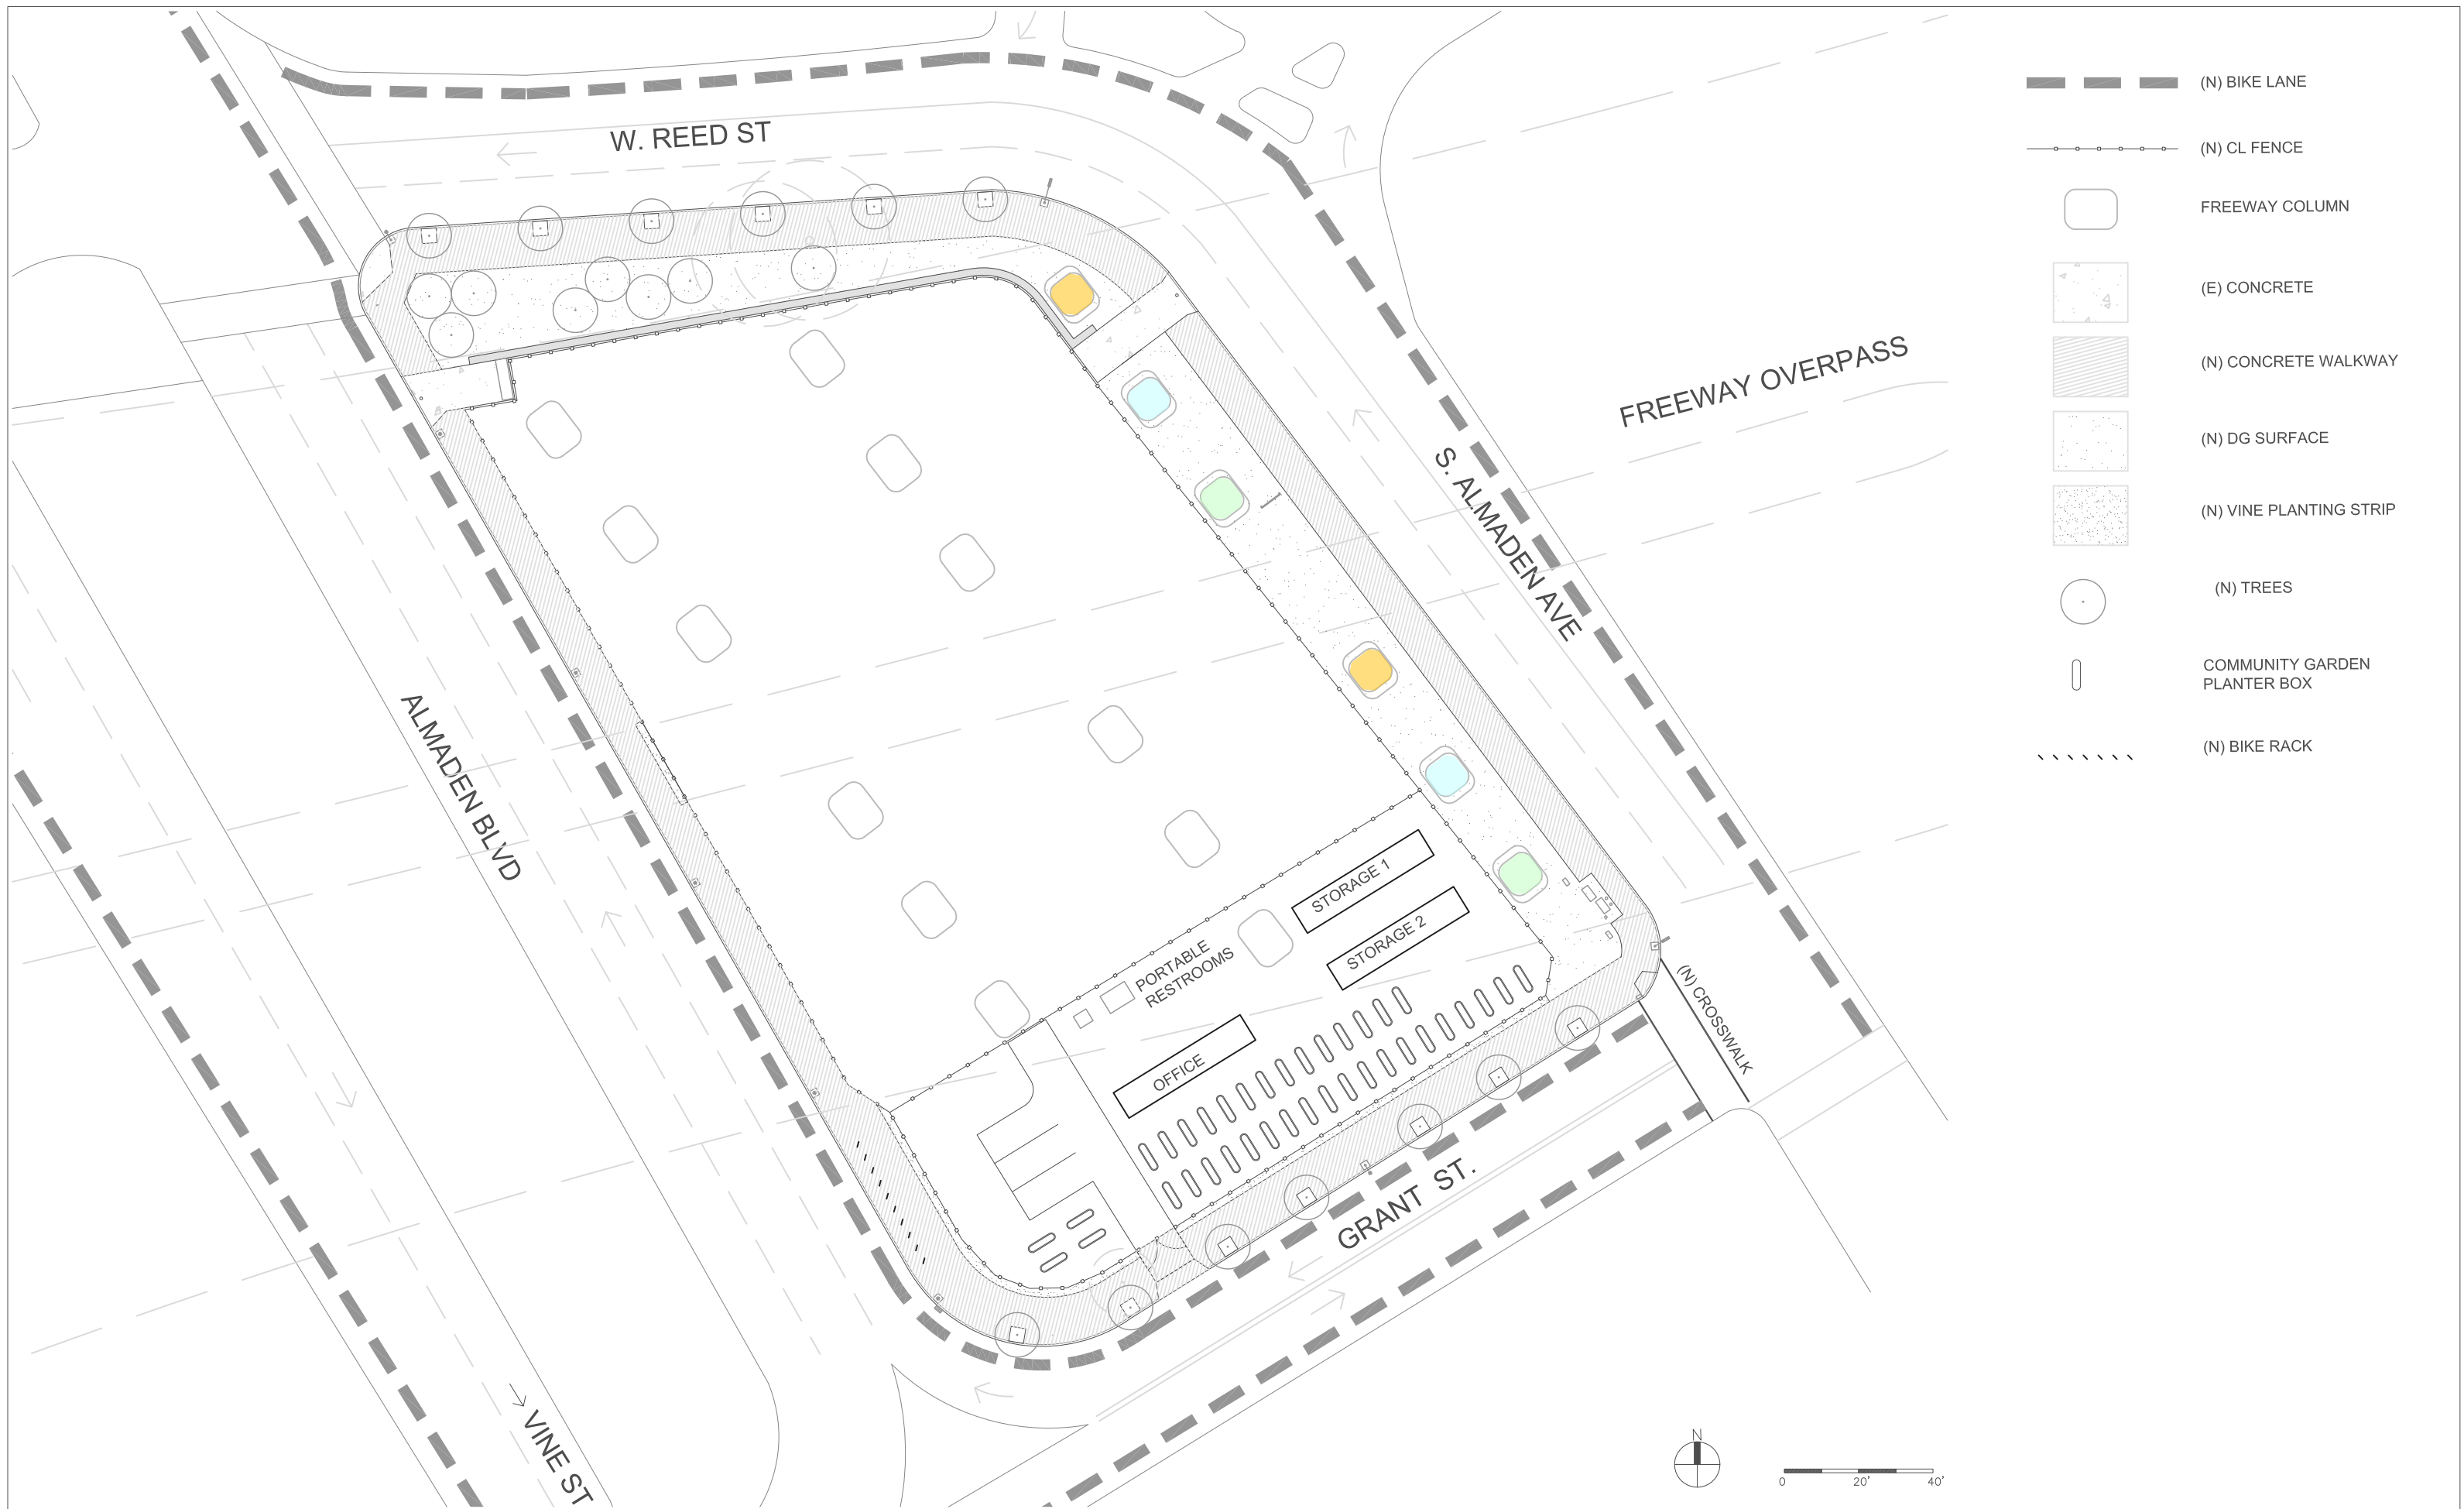 W. REED ST
FREEWAY OVERPASS
S. ALMADEN AVE
ALMADEN BLVD
STORAGE 1
STORAGE 2
PORTABLE
RESTROOMS
OFFICE
(N) CROSSWALK
GRANT ST.
VINE ST
(N) BIKE LANE
(N) CL FENCE
FREEWAY COLUMN
(E) CONCRETE
(N) CONCRETE WALKWAY
(N) DG SURFACE
(N) VINE PLANTING STRIP
(N) TREES
COMMUNITY GARDEN
PLANTER BOX
(N) BIKE RACK
N
0 20' 40'